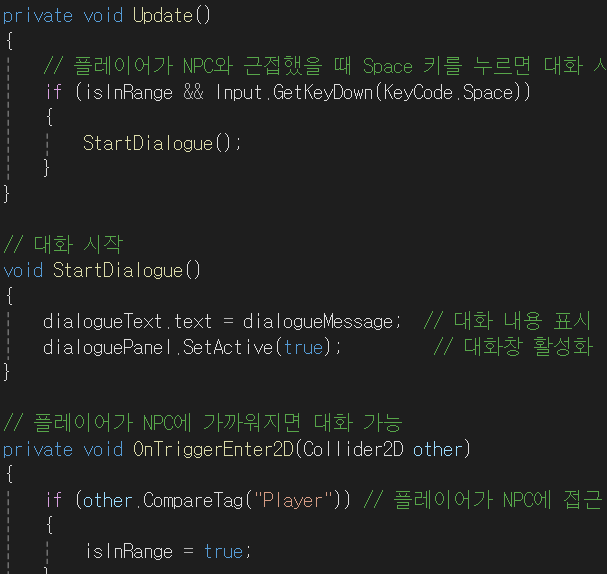 private void Update()
{
// 플레이어가 NPC와 근접했을 때 Space 키를 누르면 대화
if (isInRange && Input.GetKeyDown(KeyCode.Space))
{
StartDialogue();
}
}
// 대화 시작
void StartDialogue()
{
dialogueText.text = dialogueMessage; // 대화 내용 표시
dialoguePanel.SetActive(true); // 대화창 활성화
}
// 플레이어가 NPC에 가까워지면 대화 가능
private void OnTriggerEnter2D(Collider2D other)
{
if (other.CompareTag("Player")) // 플레이어가 NPC에 접근
{
isInRange = true;